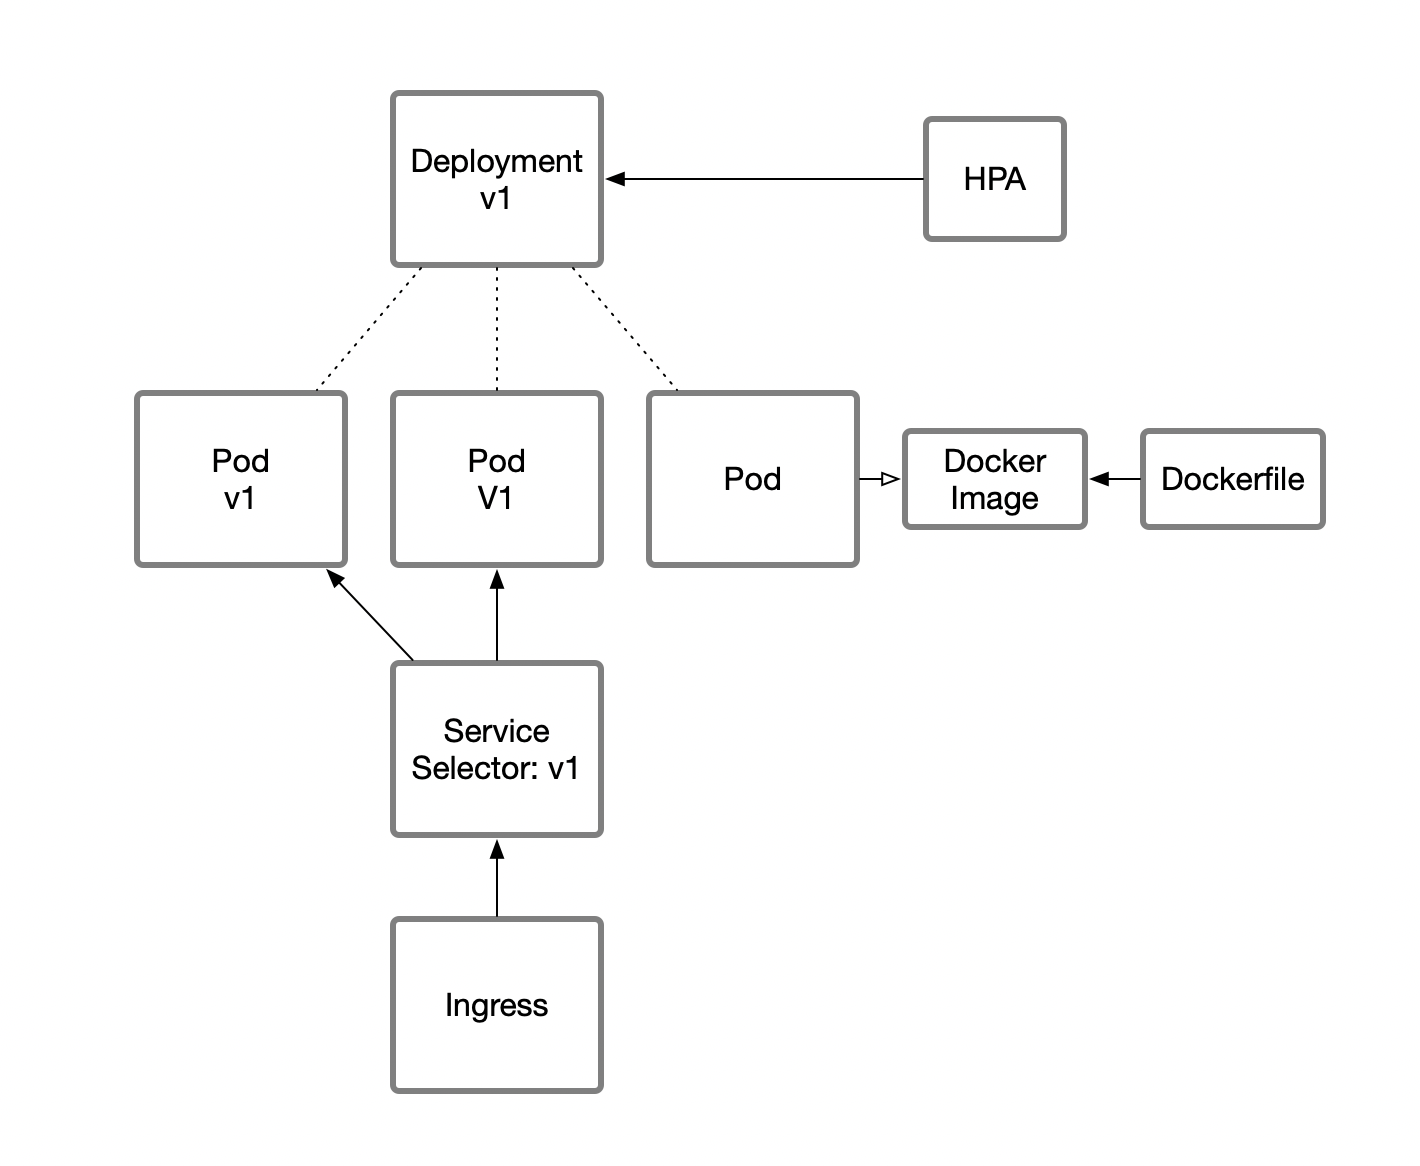 Deployment
v1
HPA
Pod
v1
Pod
V1
Pod
Docker
Image
Dockerfile
Service
Selector: v1
Ingress